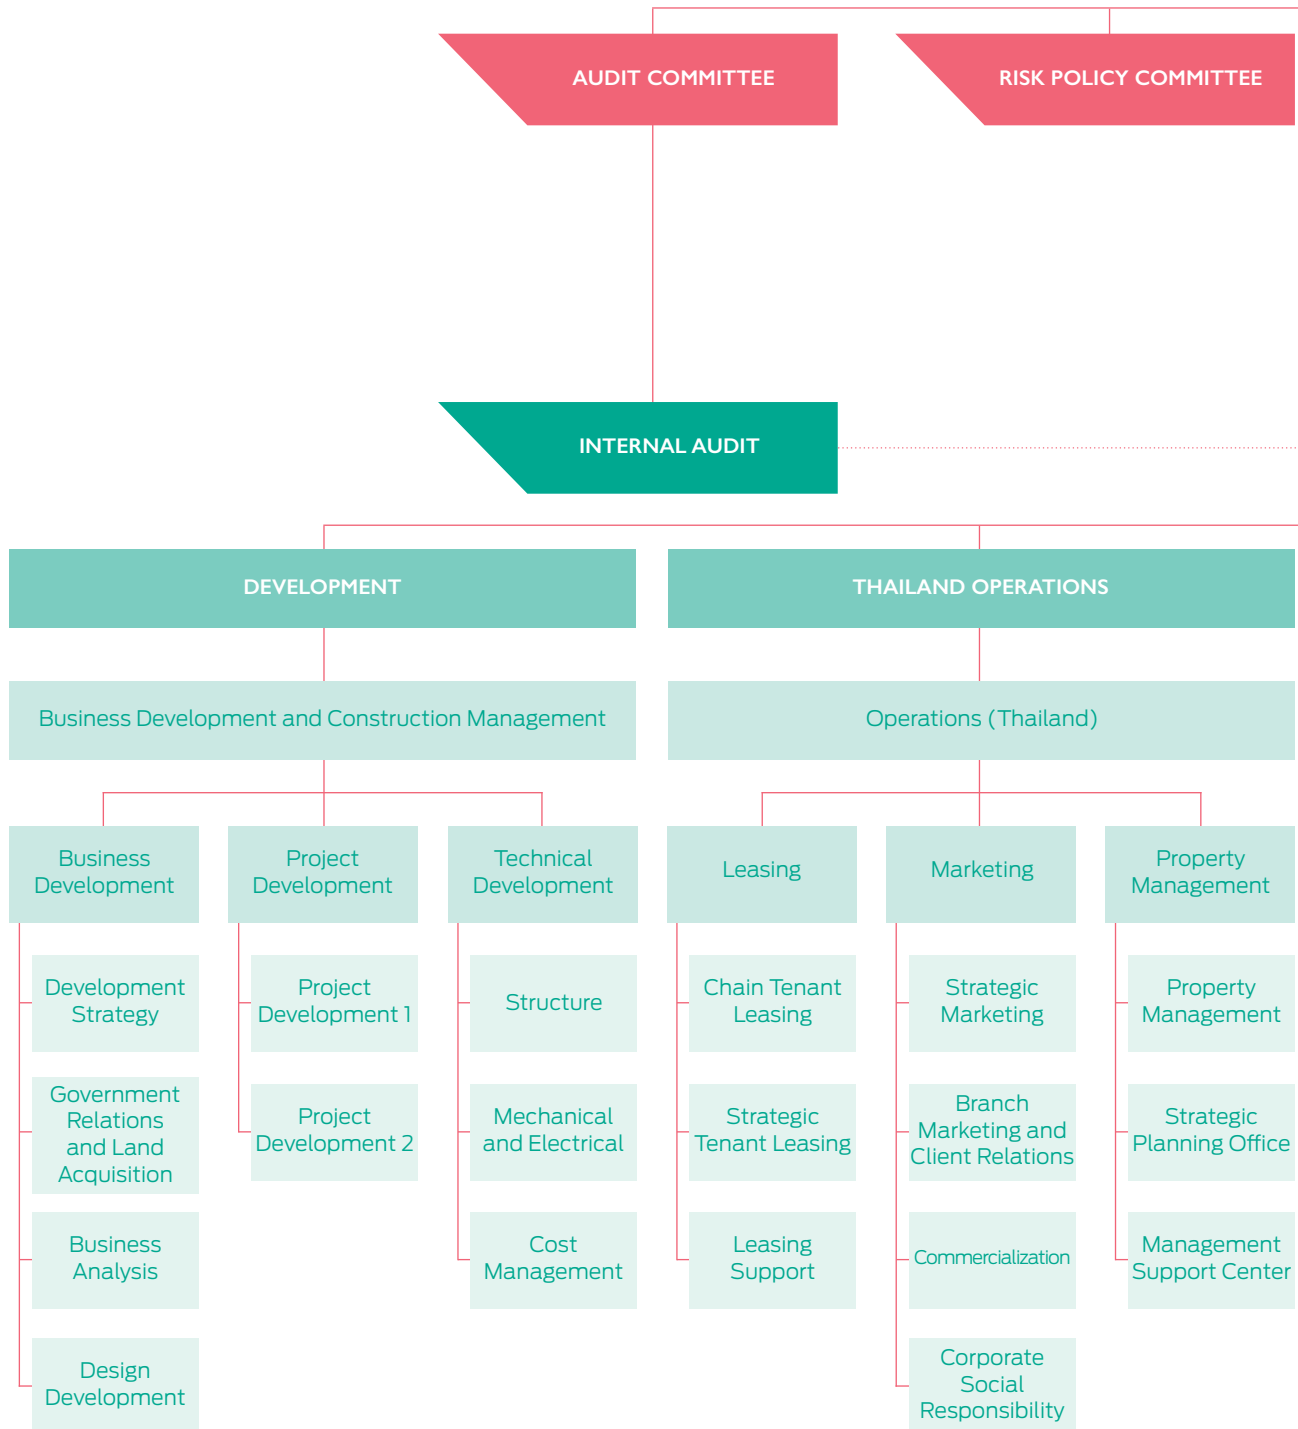 AUDIT COMMITTEE
RISK POLICY COMMITTEE
INTERNAL AUDIT
DEVELOPMENT
THAILAND OPERATIONS
Business Development and Construction Management
Operations (Thailand)
Business
Development
Project
Development
Technical
Development
Leasing
Marketing
Property
Management
Development
Strategy
Project
Development 1
Structure
Chain Tenant
Leasing
Strategic
Marketing
Property
Management
Government
Relations
and Land
Acquisition
Project
Development 2
Mechanical
and Electrical
Strategic
Tenant Leasing
Branch
Marketing and
Client Relations
Strategic
Planning Office
Business
Analysis
Cost
Management
Leasing
Support
Commercialization
Management
Support Center
Design
Development
Corporate
Social
Responsibility